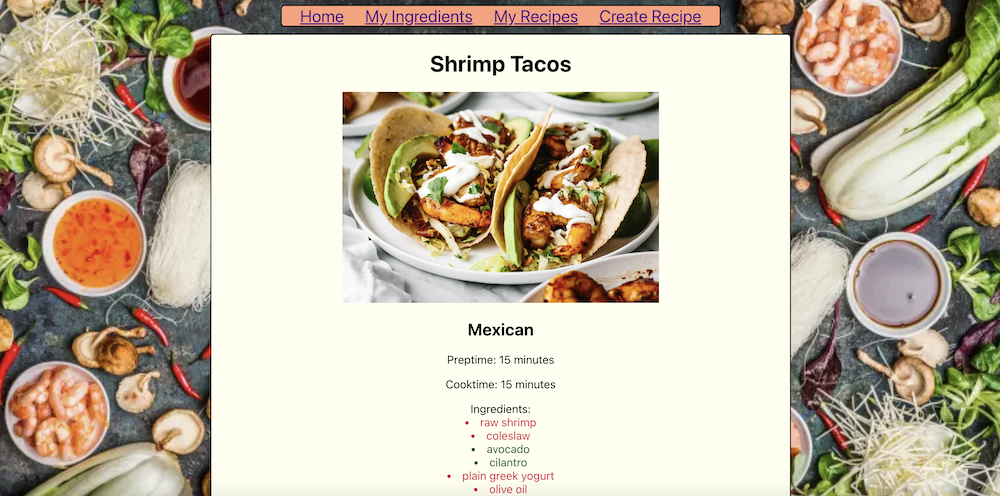 Home My Ingredients My Recipes Create Recipe
Shrimp Tacos
Mexican
Preptime: 15 minutes
Cooktime: 15 minutes
Ingredients:
• raw shrimp
• coleslaw
• avocado
• cilantro
• plain greek yogurt
• olive oil